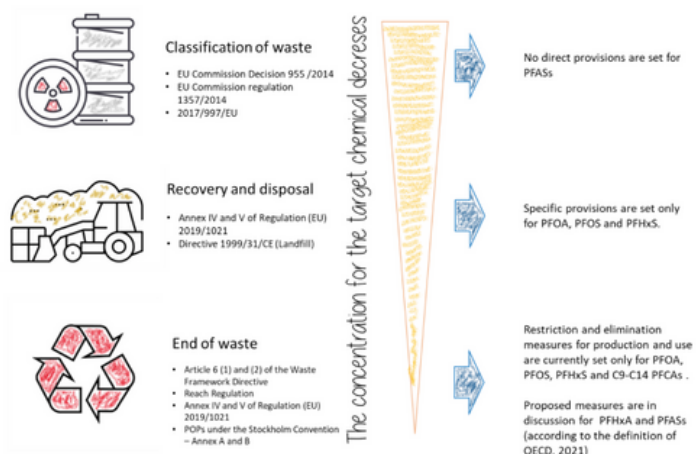 Classification of waste
• EU Commission Decision 955 /2014
• EU Commission regulation
1357/2014
• 2017/997/EU
Recovery and disposal
• Annex IV and V of Regulation (EU)
2019/1021
• Directive 1999/31/CE (Landfill)
End of waste
• Article 6 (1) and (2) of the Waste
Framework Directive
• Reach Regulation
• Annex IV and V of Regulation (EU)
2019/1021
• POPs under the Stockholm Convention
– Annex A and B
The concentration for the target chemical decreses
No direct provisions are set for
PFASs
Specific provisions are set only
for PFOA, PFOS and PFHxS.
Restriction and elimination
measures for production and use
are currently set only for PFOA,
PFOS, PFHxS and C9-C14 PFCAs .
Proposed measures are in
discussion for PFHxA and PFASs
(according to the definition of
OECD, 2021)